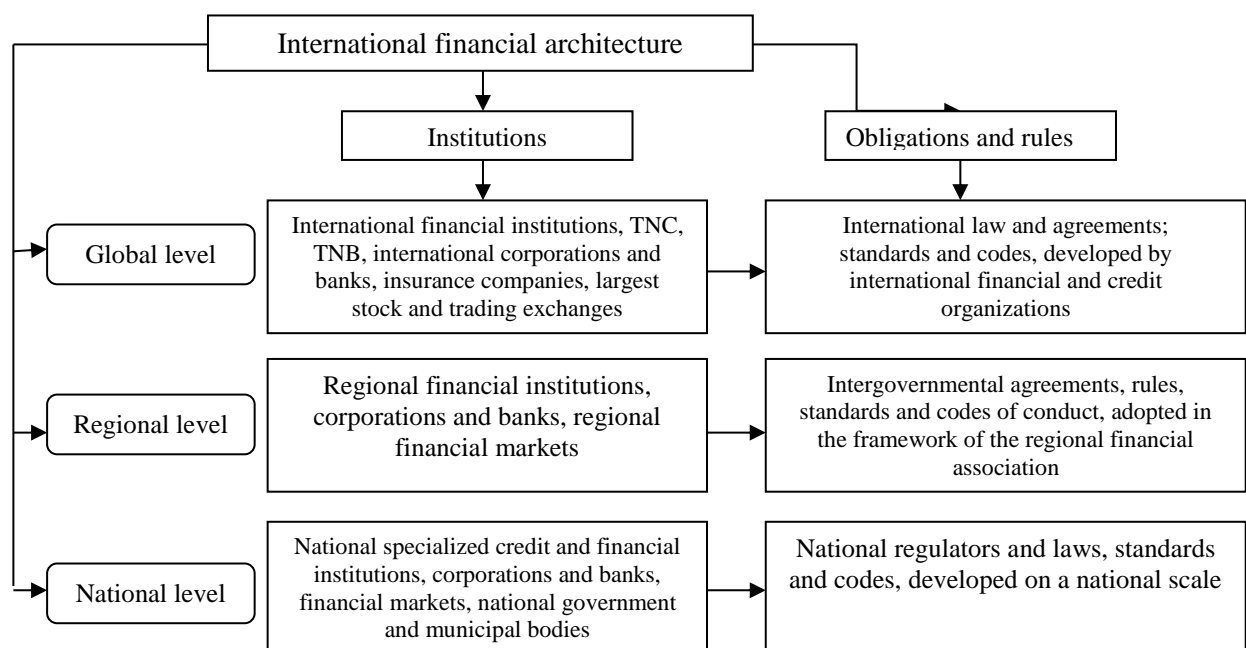 International financial architecture
Institutions
Obligations and rules
Global level
International financial institutions, TNC,
TNB, international corporations and
banks, insurance companies, largest
stock and trading exchanges
International law and agreements;
standards and codes, developed by
international financial and credit
organizations
Regional level
Regional financial institutions,
corporations and banks, regional
financial markets
Intergovernmental agreements, rules,
standards and codes of conduct, adopted in
the framework of the regional financial
association
National level
National specialized credit and financial
institutions, corporations and banks,
financial markets, national government
and municipal bodies
National regulators and laws, standards
and codes, developed on a national scale